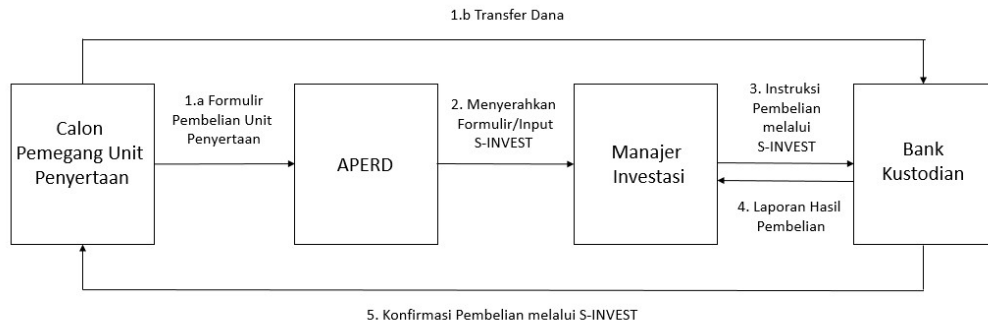 1.b Transfer Dana
Calon
Pemegang Unit
Penyertaan
1.a Formulir
Pembelian Unit
Penyertaan
APERD
2. Menyerahkan
Formulir/Input
S-INVEST
Manajer
Investasi
3. Instruksi
Pembelian
melalui
S-INVEST
4. Laporan Hasil
Pembelian
Bank
Kustodian
5. Konfirmasi Pembelian melalui S-INVEST